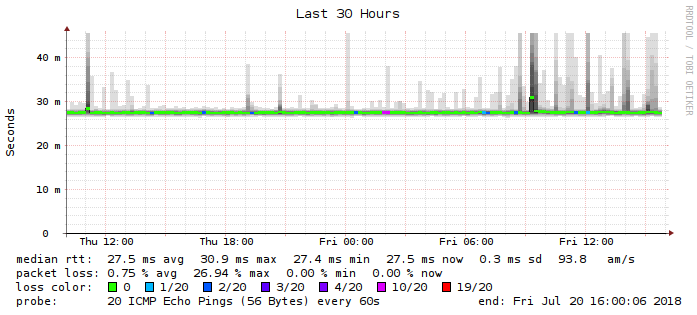 Last 30 Hours
RRDTOOL / TOBI OETIKER
Seconds
40 m
30 m
20 m
10 m
0
Thu 12:00 Thu 18:00 Fri 00:00 Fri 06:00 Fri 12:00
median rtt: 27.5 ms avg 30.9 ms max 27.4 ms min 27.5 ms now 0.3 ms sd 93.8 am/s
packet loss: 0.75 % avg 26.94 % max 0.00 % min 0.00 % now
loss color: 0 1/20 2/20 3/20 4/20 10/20 19/20
probe: 20 ICMP Echo Pings (56 Bytes) every 60s end: Fri Jul 20 16:00:06 2018